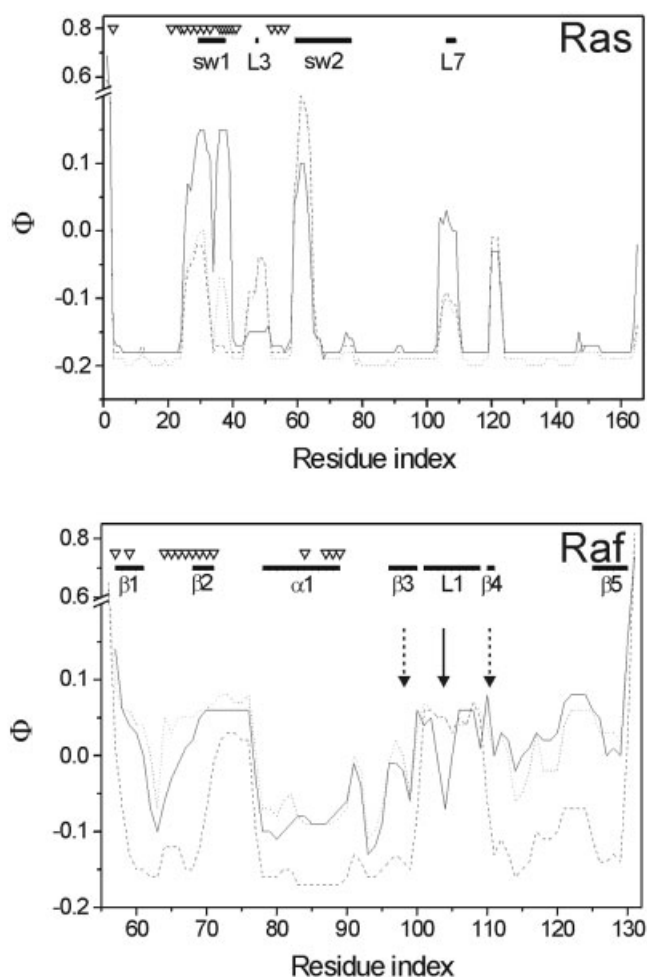 0.8
Ras
0.6
sw1 L3 sw2 L7
0.1
0.0
-0.1
-0.2
Φ
0 20 40 60 80 100 120 140 160
Residue index
0.8
Raf
0.6
β1 β2 α1 β3 L1 β4 β5
0.1
0.0
-0.1
-0.2
Φ
60 70 80 90 100 110 120 130
Residue index